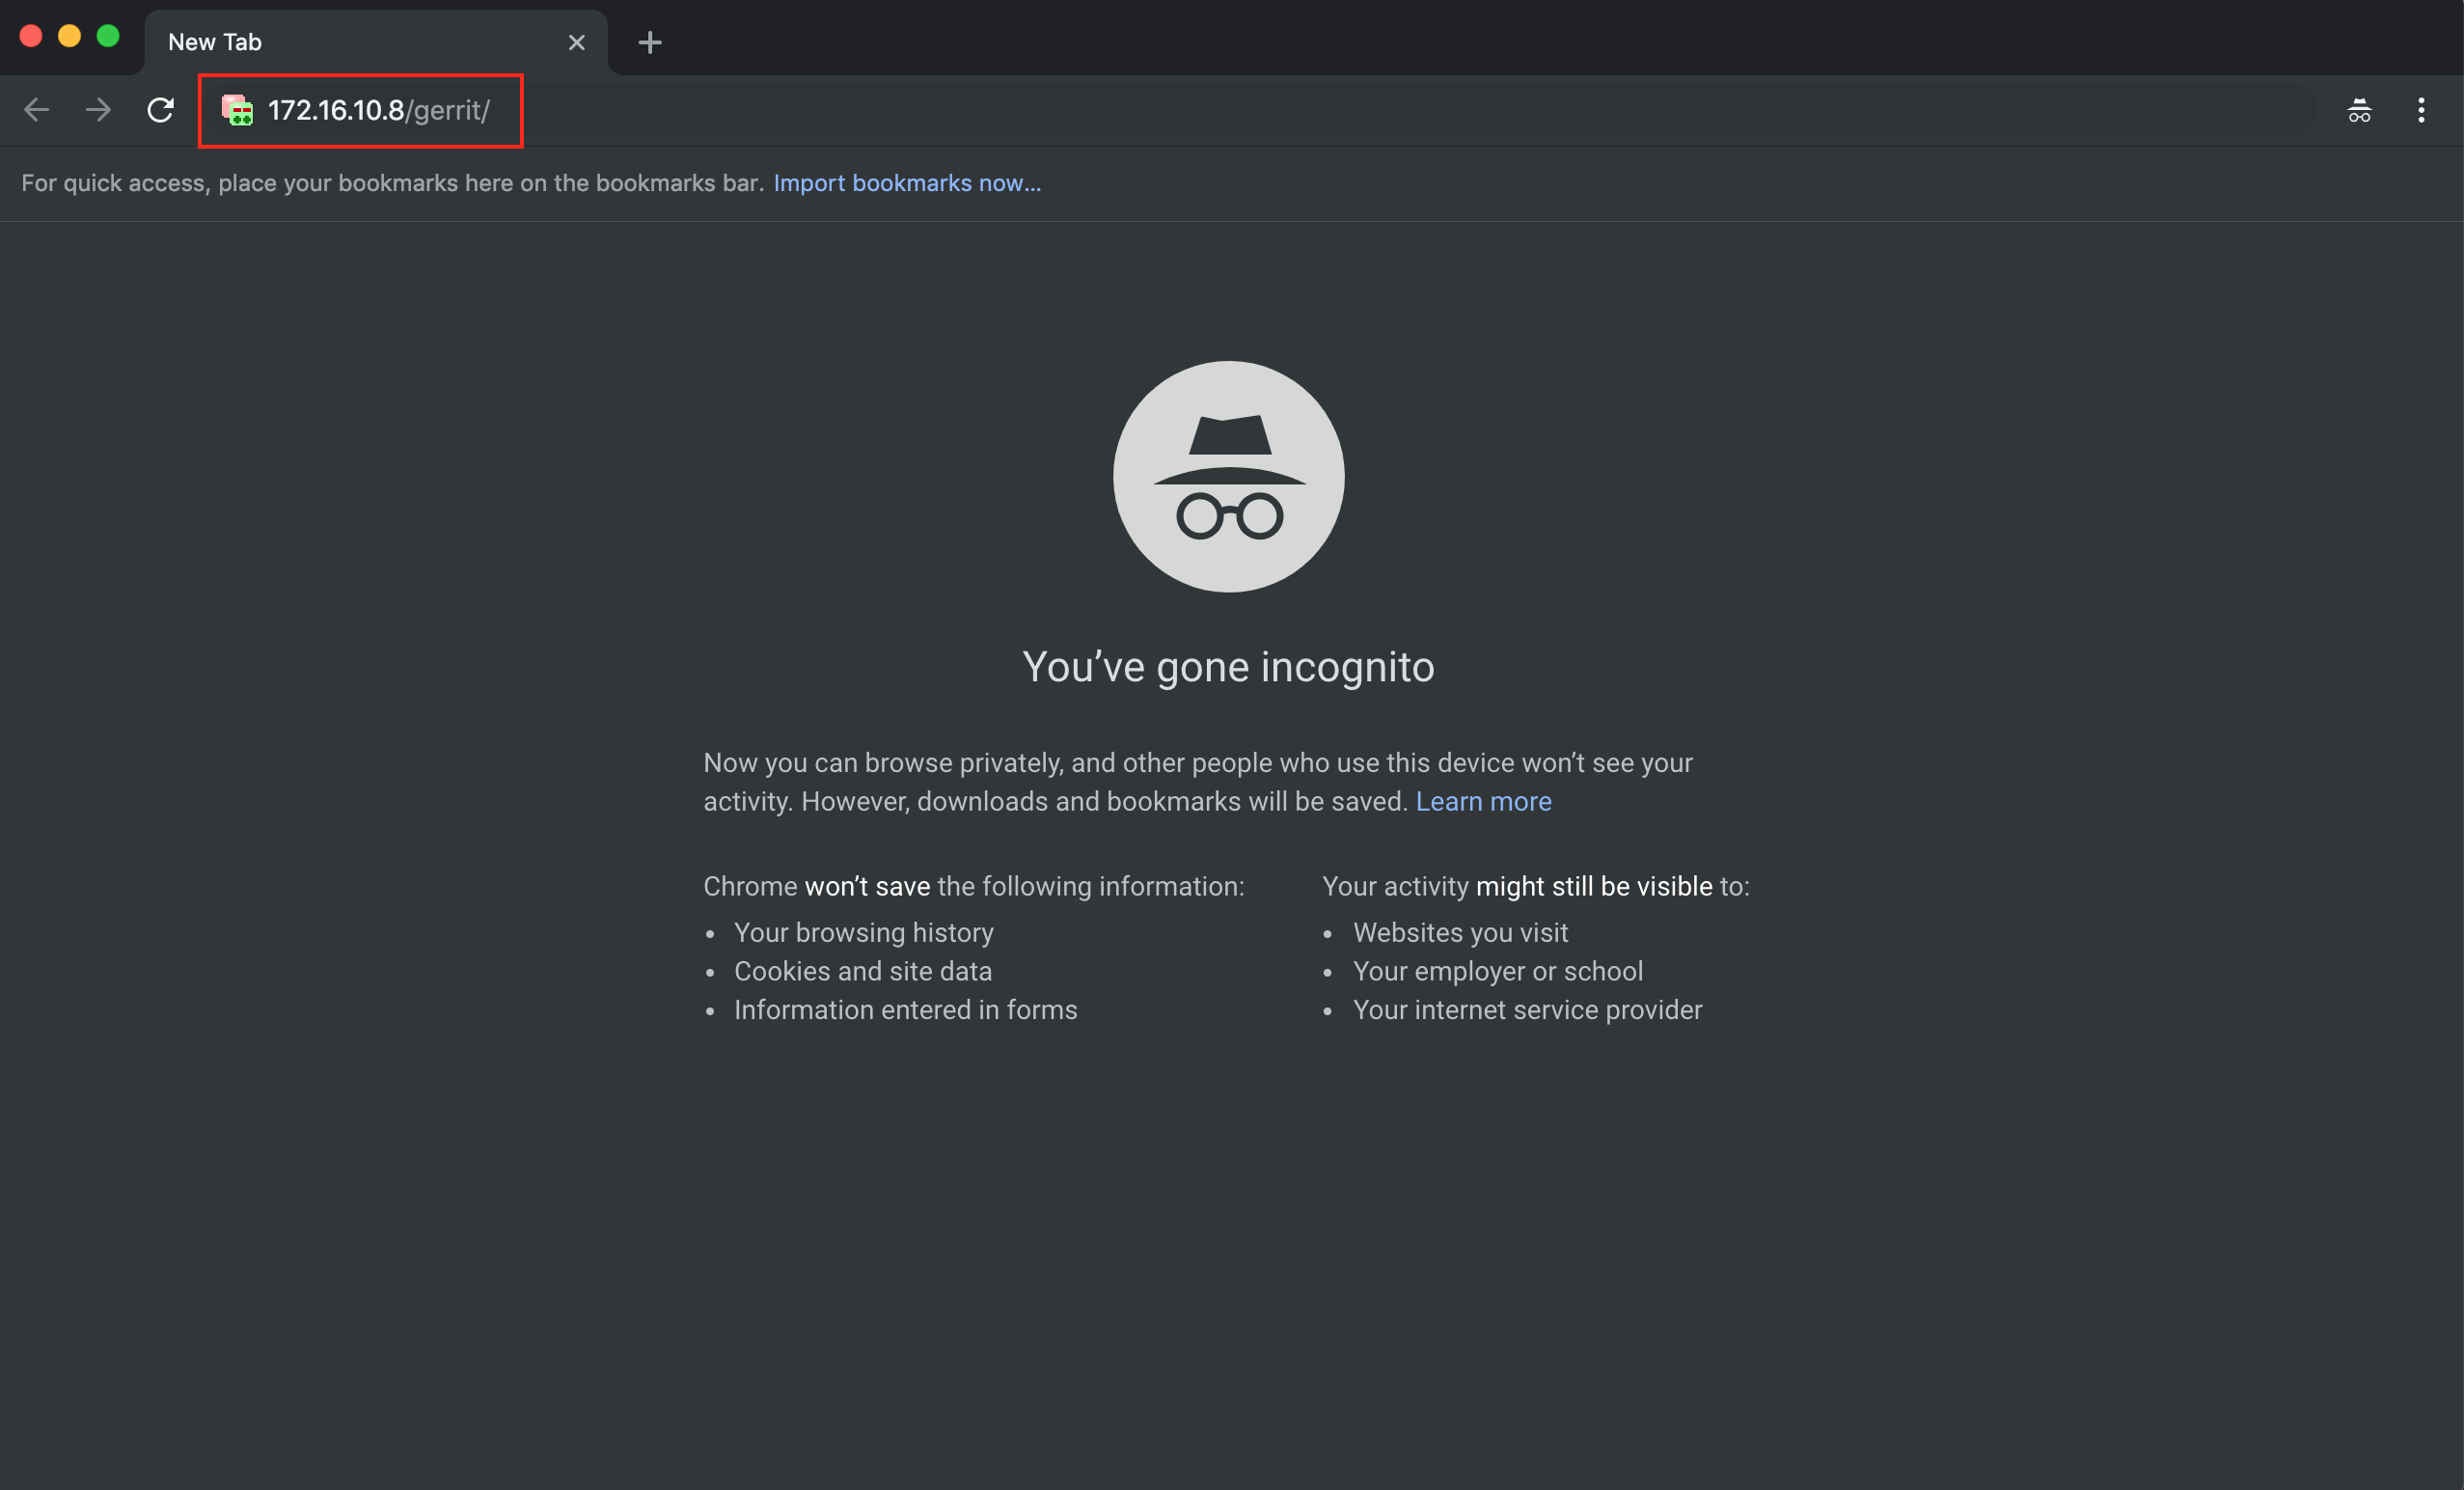 New Tab
172.16.10.8/gerrit/
For quick access, place your bookmarks here on the bookmarks bar. Import bookmarks now...
You’ve gone incognito
Now you can browse privately, and other people who use this device won’t see your
activity. However, downloads and bookmarks will be saved. Learn more
Chrome won’t save the following information:
• Your browsing history
• Cookies and site data
• Information entered in forms
Your activity might still be visible to:
• Websites you visit
• Your employer or school
• Your internet service provider